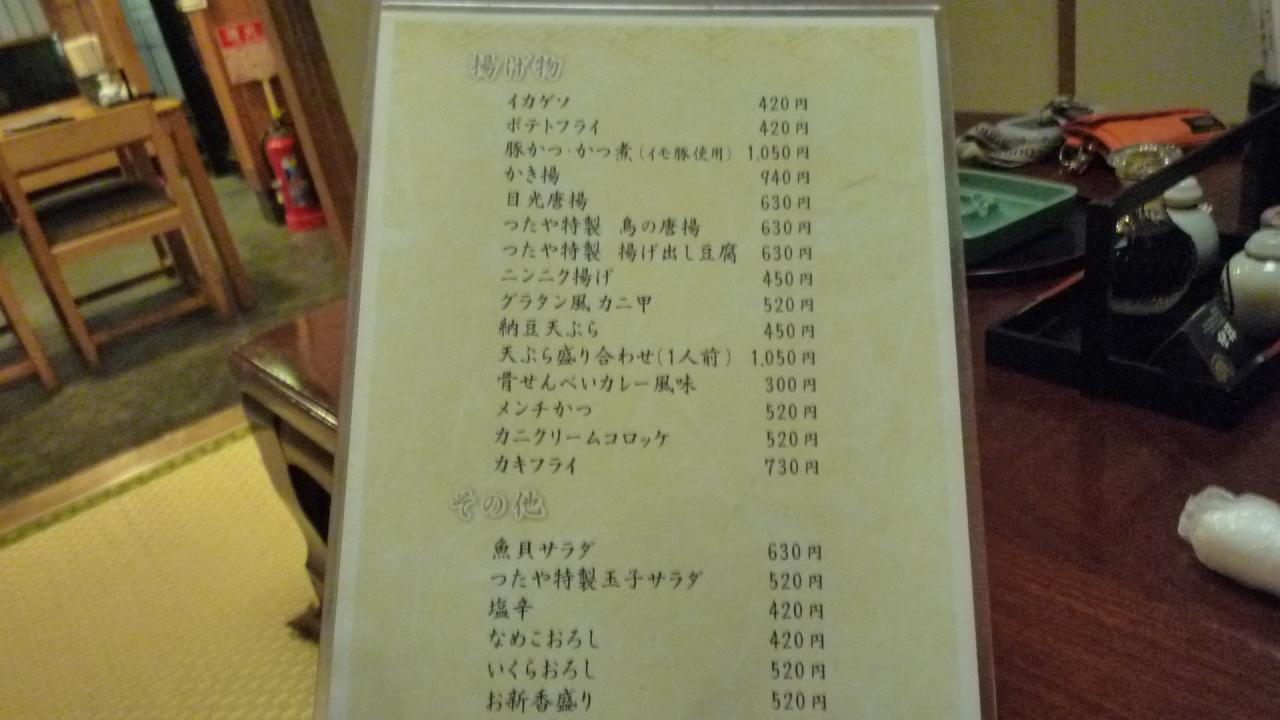 揚げ物
イカゲソ 420円
ポテトフライ 420円
豚かつ・かつ煮(イモ豚使用) 1,050円
かき揚 940円
目光唐揚 630円
つたや特製 鳥の唐揚 630円
つたや特製 揚げ出し豆腐 630円
ニンニク揚げ 450円
グラタン風カニ甲 520円
納豆天ぷら 450円
天ぷら盛り合わせ(1人前) 1,050円
骨せんべいカレー風味 300円
メンチかつ 520円
カニクリームコロッケ 520円
カキフライ 730円
その他
魚貝サラダ 630円
つたや特製玉子サラダ 520円
塩辛 420円
なめこおろし 420円
いくらおろし 520円
お新香盛り 520円